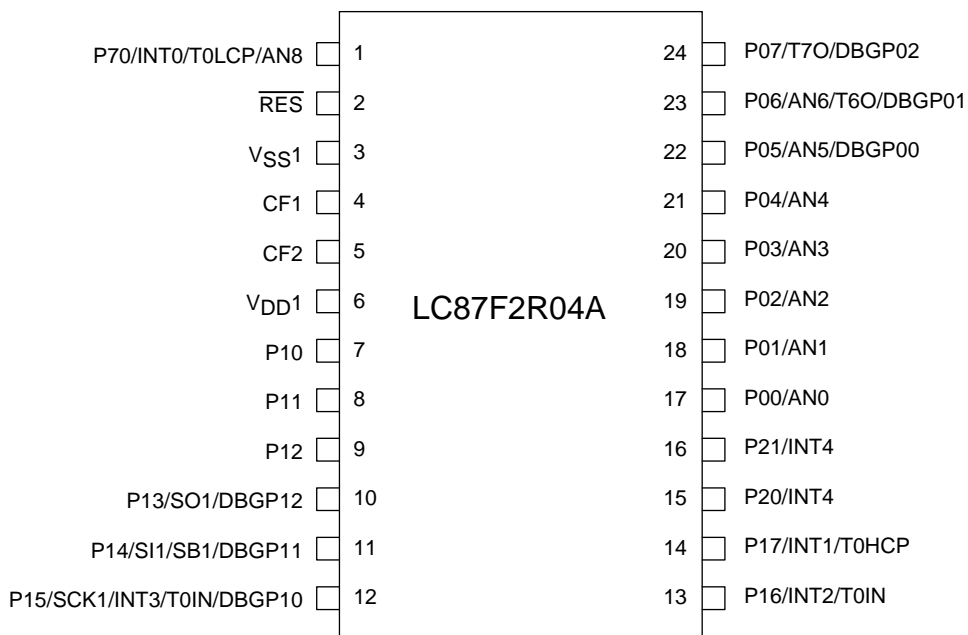 P70/INT0/T0LCP/AN8 1 24 P07/T7O/DBGP02
RES 2 23 P06/AN6/T6O/DBGP01
VSS1 3 22 P05/AN5/DBGP00
CF1 4 21 P04/AN4
CF2 5 20 P03/AN3
VDD1 6 19 P02/AN2
LC87F2R04A
P10 7 18 P01/AN1
P11 8 17 P00/AN0
P12 9 16 P21/INT4
P13/SO1/DBGP12 10 15 P20/INT4
P14/SI1/SB1/DBGP11 11 14 P17/INT1/T0HCP
P15/SCK1/INT3/T0IN/DBGP10 12 13 P16/INT2/T0IN